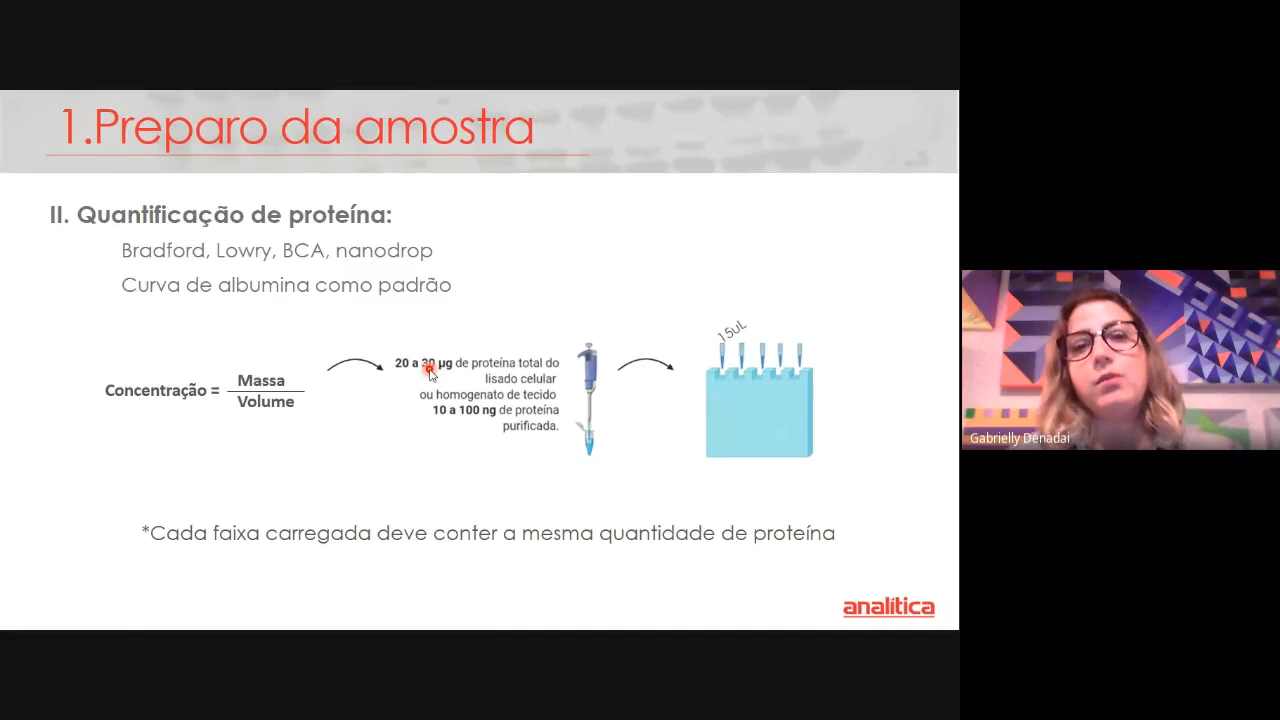 1.Preparo da amostra
II. Quantificação de proteína:
Bradford, Lowry, BCA, nanodrop
Curva de albumina como padrão
Concentração = Massa
Volume
20 a 30 µg de proteína total do
lisado celular
ou homogenato de tecido
10 a 100 ng de proteína
purificada.
15uL
*Cada faixa carregada deve conter a mesma quantidade de proteína
analítica
Gabrielly Denadai